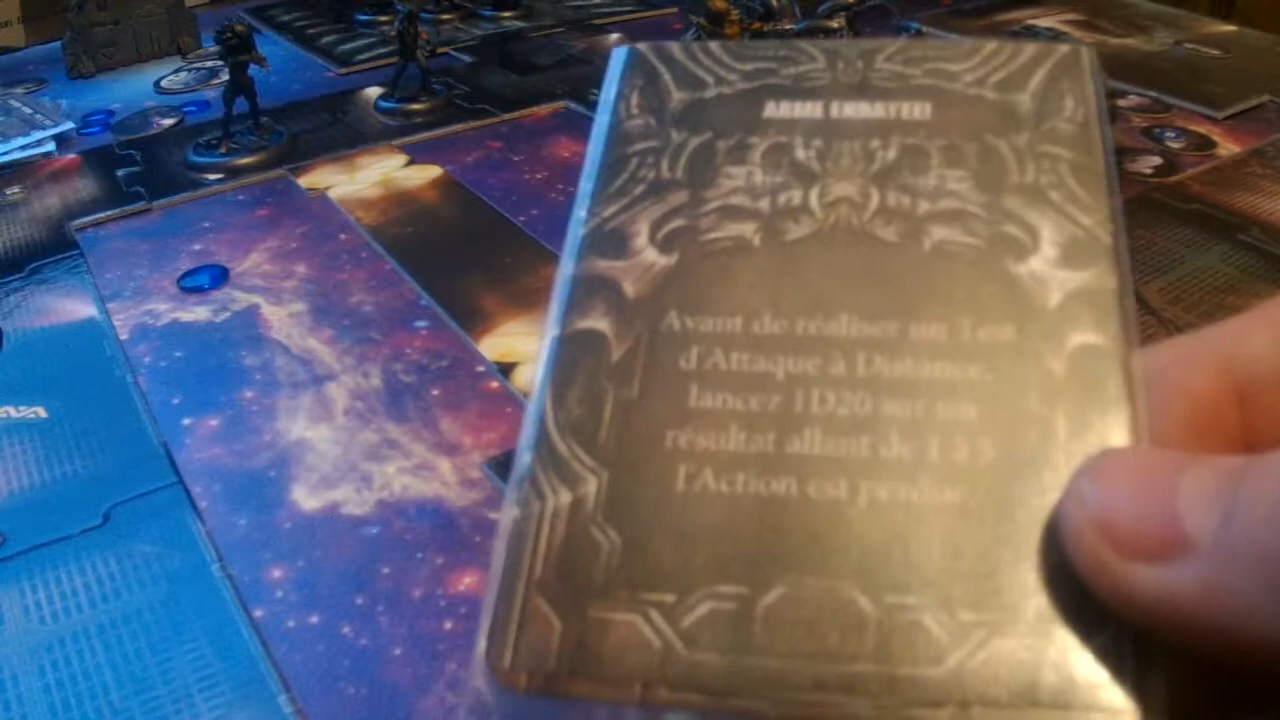 ARME ENRAYEE!
Avant de réaliser un Test
d'Attaque à Distance,
lancez 1D20 sur un
résultat allant de 1 à 5
l'Action est perdue